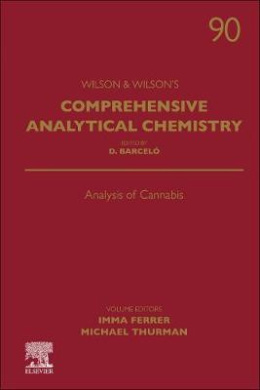 90
WILSON & WILSON'S
COMPREHENSIVE
ANALYTICAL CHEMISTRY
EDITED BY
D. BARCELÓ
Analysis of Cannabis
VOLUME EDITORS
IMMA FERRER
MICHAEL THURMAN
ELSEVIER